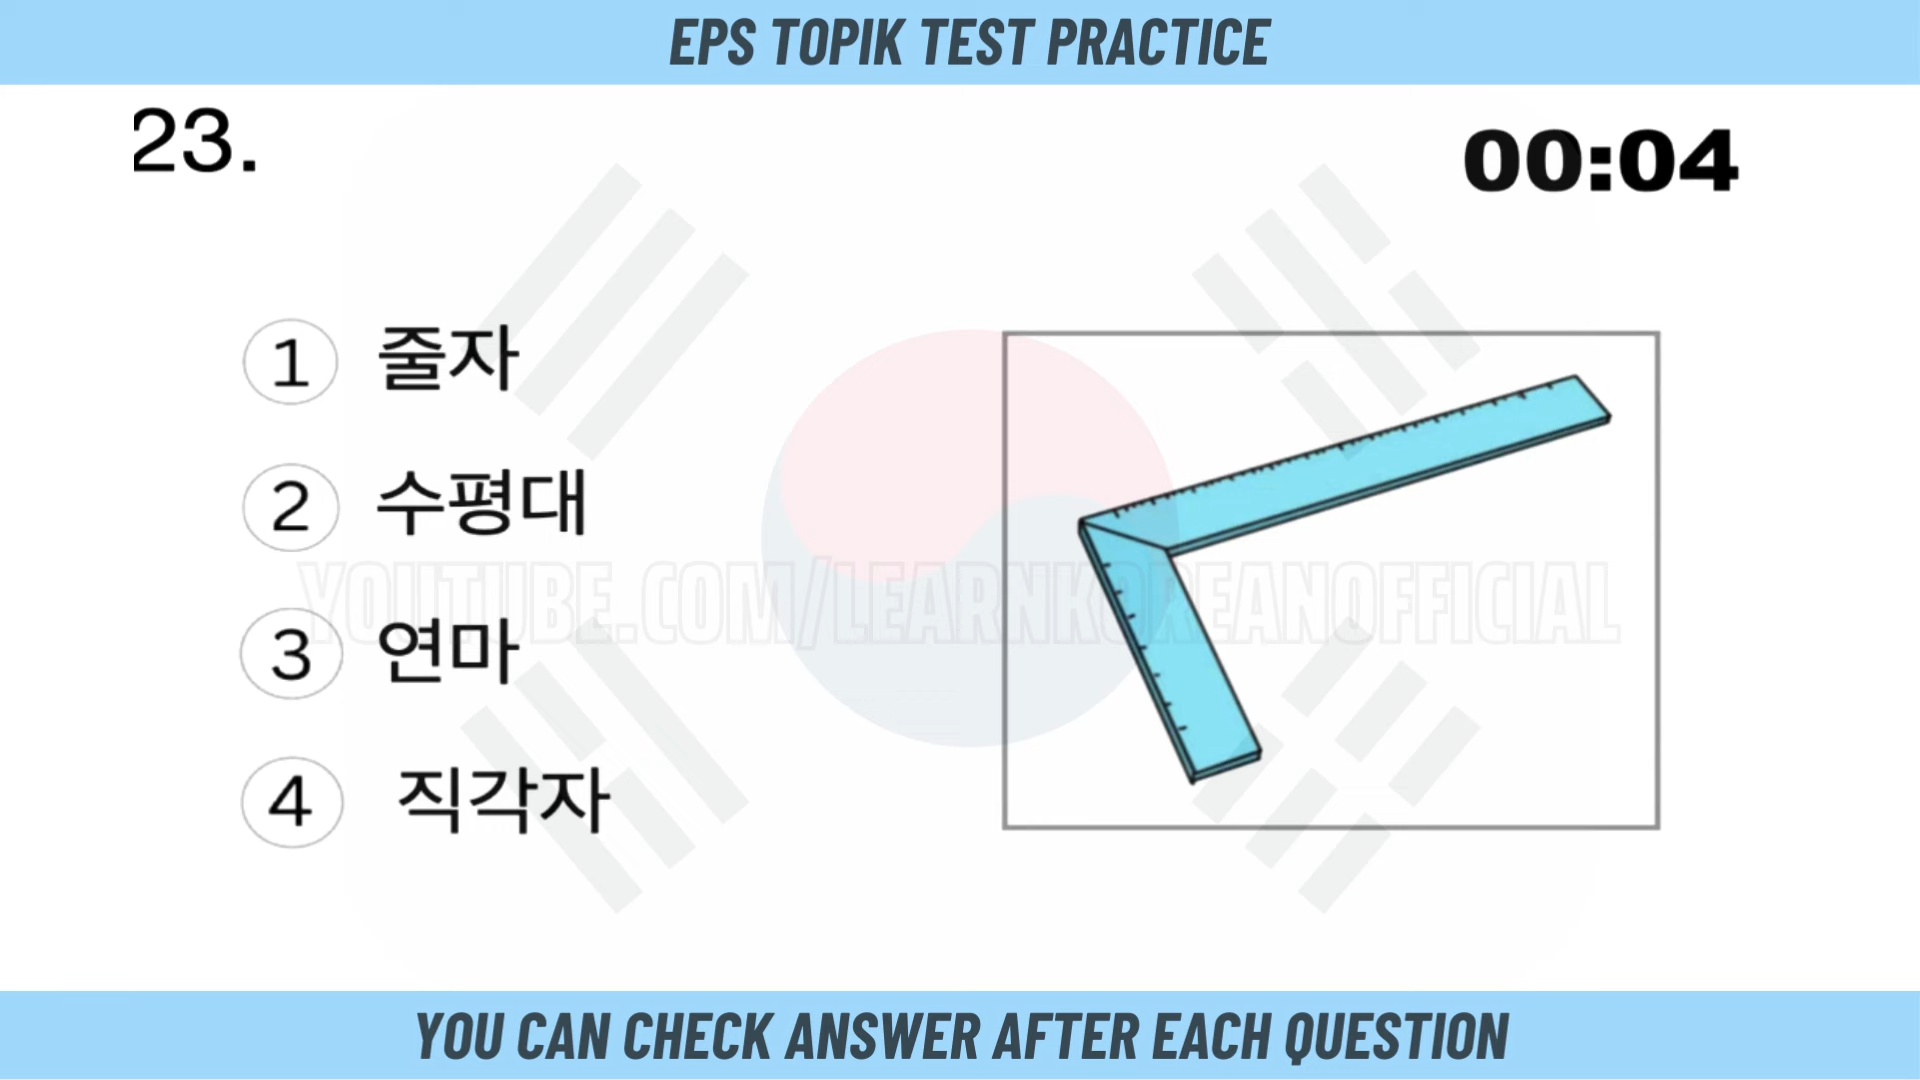 EPS TOPIK TEST PRACTICE
23.
00:04
1 줄자
2 수평대
3 연마
4 직각자
YOUTUBE.COM/LEARNKOREANOFFICIAL
YOU CAN CHECK ANSWER AFTER EACH QUESTION